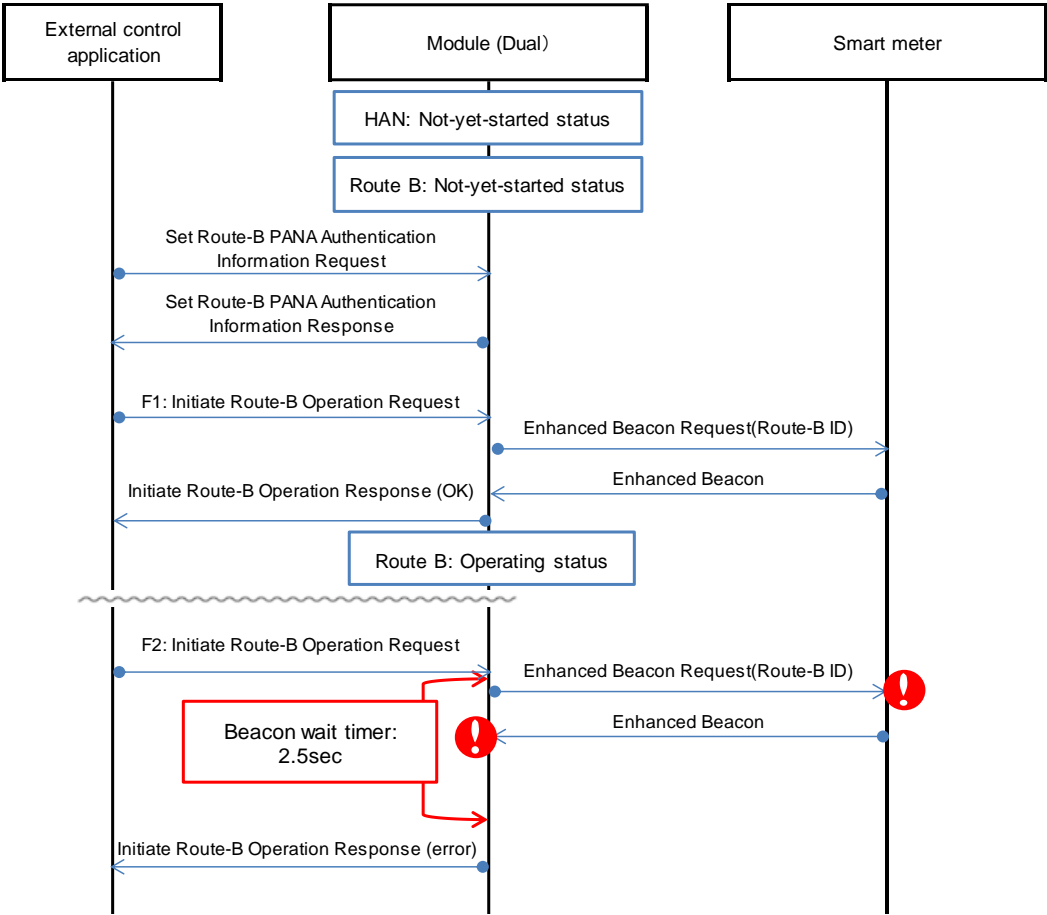 External control
application
Module (Dual）
Smart meter
HAN: Not-yet-started status
Route B: Not-yet-started status
Set Route-B PANA Authentication
Information Request
Set Route-B PANA Authentication
Information Response
F1: Initiate Route-B Operation Request
Enhanced Beacon Request(Route-B ID)
Enhanced Beacon
Initiate Route-B Operation Response (OK)
Route B: Operating status
F2: Initiate Route-B Operation Request
Enhanced Beacon Request(Route-B ID)
Enhanced Beacon
Beacon wait timer:
2.5sec
Initiate Route-B Operation Response (error)